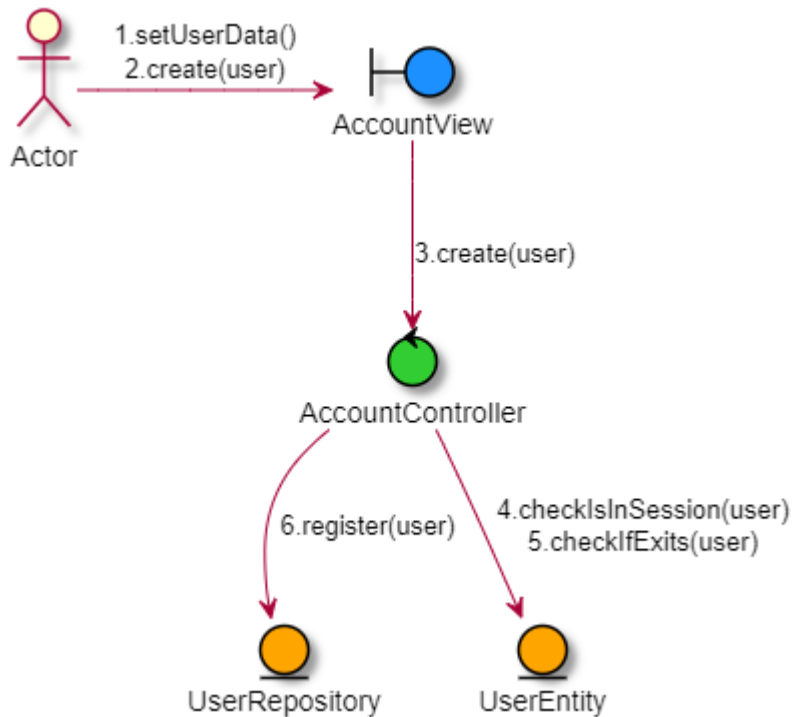 1.setUserData()
2.create(user)
Actor
AccountView
3.create(user)
AccountController
6.register(user)
4.checkIsInSession(user)
5.checkIfExits(user)
UserRepository
UserEntity